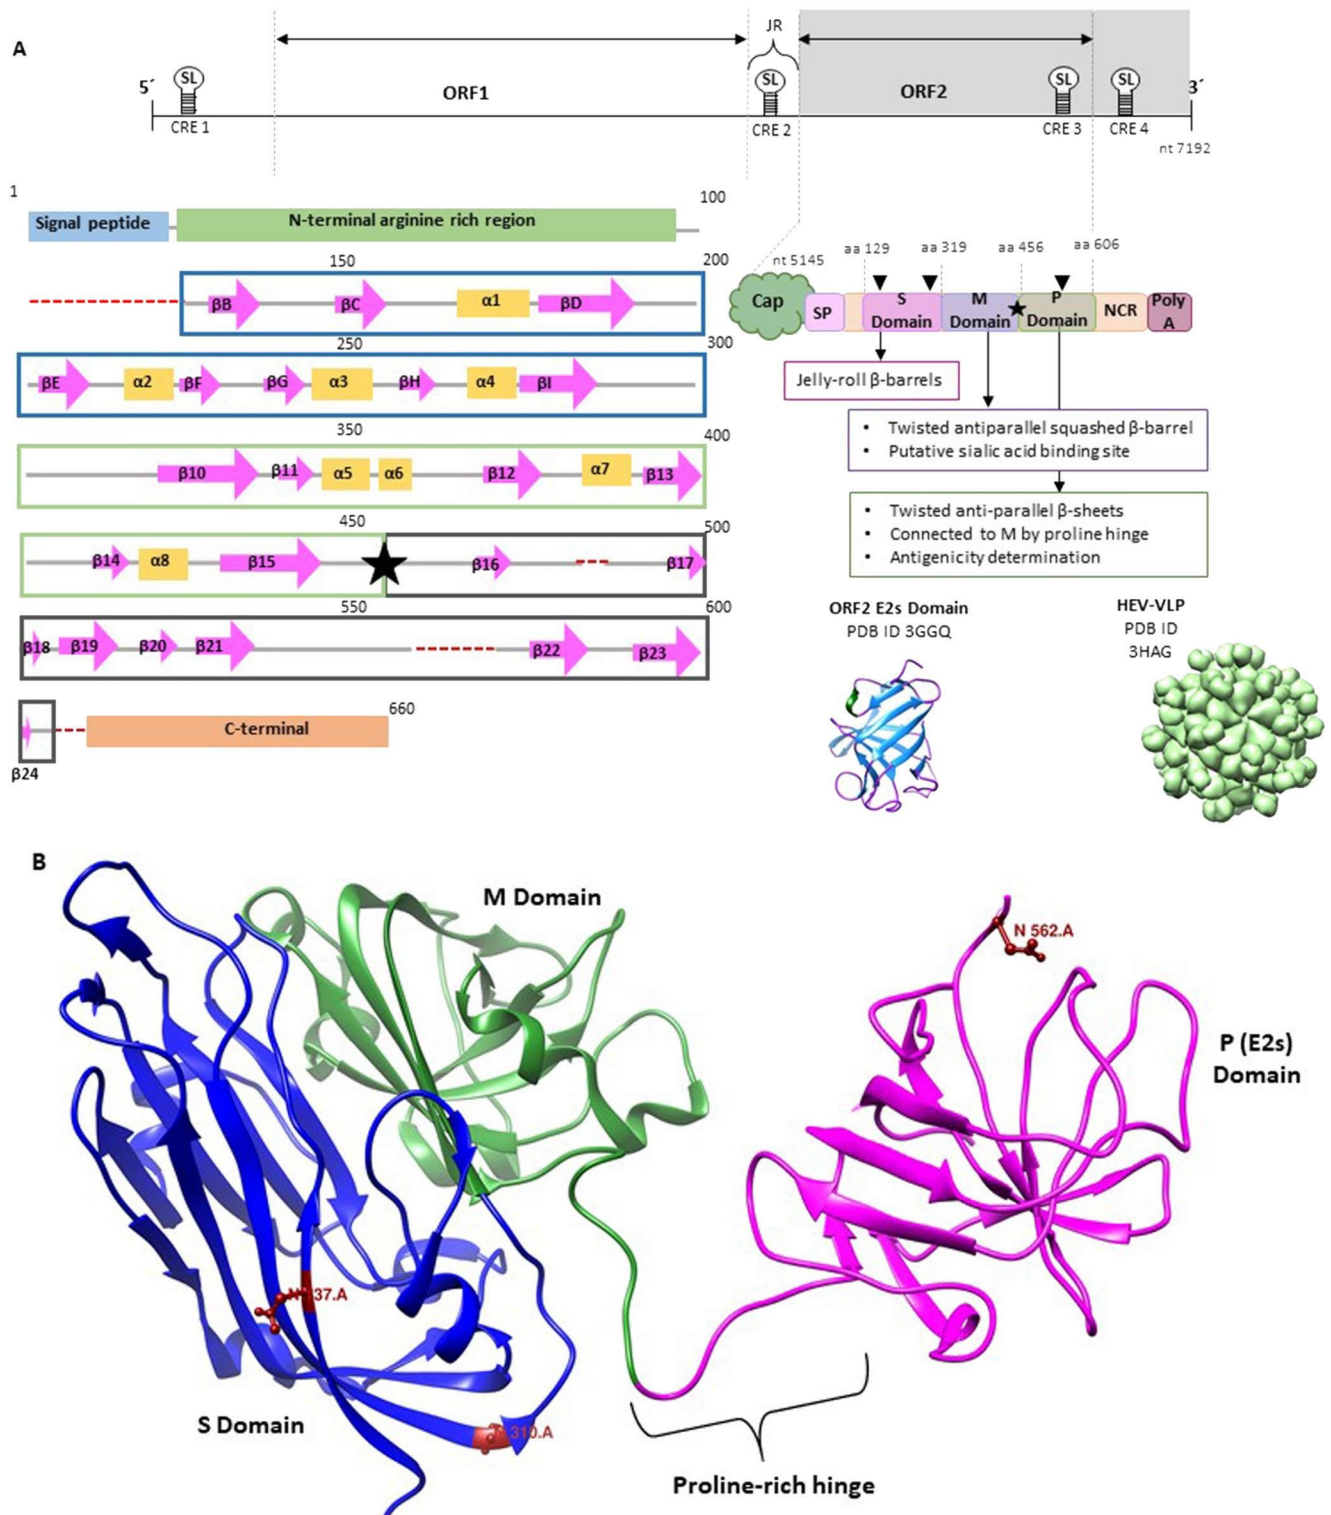 A
JR
5´
SL
ORF1
SL
ORF2
SL
SL
3´
CRE 1
CRE 2
CRE 3
CRE 4
nt 7192
1
100
Signal peptide
N-terminal arginine rich region
150
200
βB
βC
α1
βD
250
300
βE
α2
βF
βG
α3
βH
α4
βI
350
400
β10
β11
α5
α6
β12
α7
β13
450
500
β14
α8
β15
β16
β17
550
600
β18
β19
β20
β21
β22
β23
660
C-terminal
β24
nt 5145
aa 129
aa 319
aa 456
aa 606
Cap
SP
S
Domain
M
Domain
P
Domain
NCR
Poly
A
Jelly-roll β-barrels
• Twisted antiparallel squashed β-barrel
• Putative sialic acid binding site
• Twisted anti-parallel β-sheets
• Connected to M by proline hinge
• Antigenicity determination
ORF2 E2s Domain
PDB ID 3GGQ
HEV-VLP
PDB ID
3HAG
B
M Domain
N 562.A
P (E2s)
Domain
37.A
310.A
S Domain
Proline-rich hinge